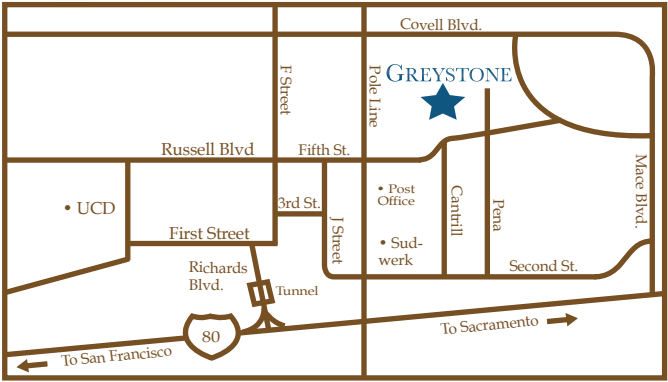 Covell Blvd.
F Street
Pole Line
GREYSTONE
Russell Blvd
Fifth St.
Mace Blvd.
• UCD
3rd St.
• Post
Office
Cantrill
Pena
First Street
J Street
• Sud-
werk
Richards
Blvd.
Second St.
Tunnel
80
To Sacramento
To San Francisco